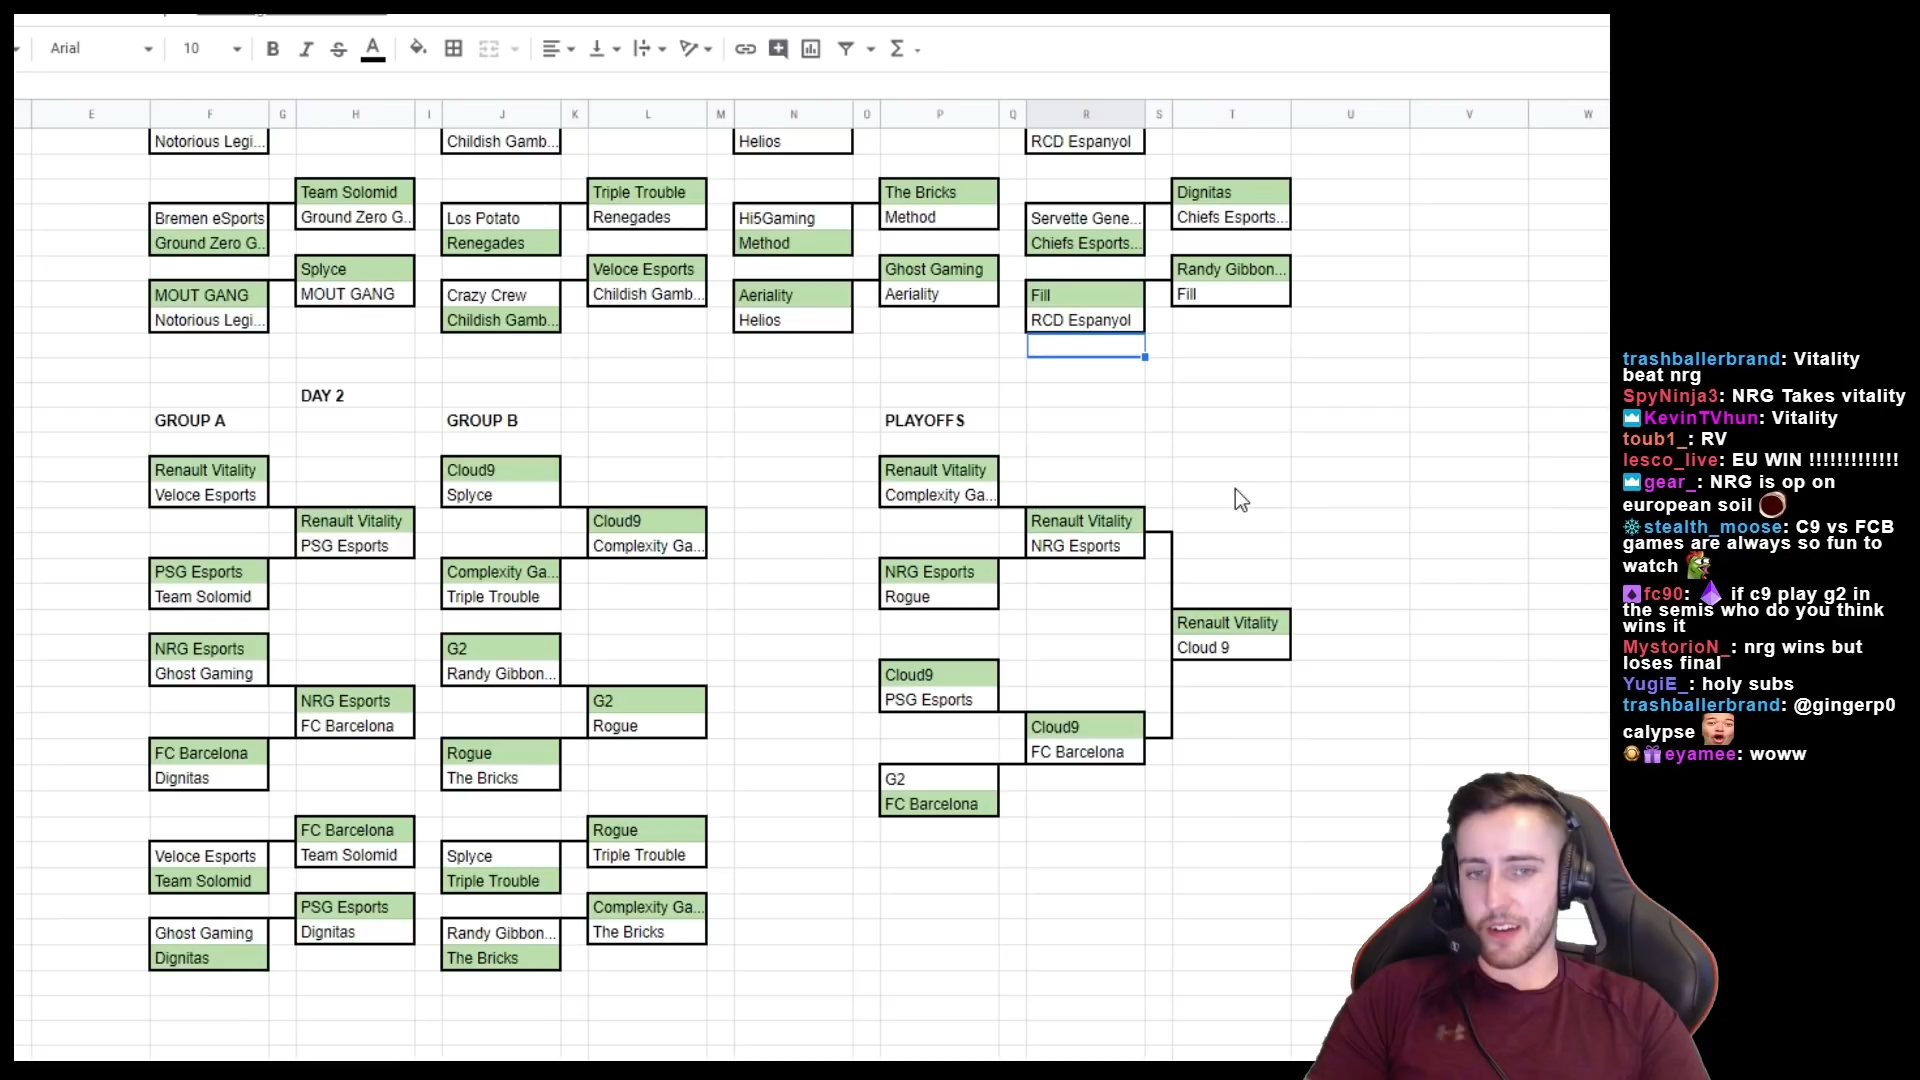 Arial
10
B
I
S
A
E
F
G
H
I
J
K
L
M
N
O
P
Q
R
S
T
U
V
W
Notorious Legi...
Childish Gamb...
Helios
RCD Espanyol
Team Solomid
Triple Trouble
The Bricks
Dignitas
Bremen eSports
Ground Zero G..
Los Potato
Renegades
Hi5Gaming
Method
Servette Gene...
Chiefs Esports...
Ground Zero G..
Renegades
Method
Chiefs Esports...
Splyce
Veloce Esports
Ghost Gaming
Randy Gibbon...
MOUT GANG
MOUT GANG
Crazy Crew
Childish Gamb...
Aeriality
Aeriality
Fill
Fill
Notorious Legi...
Childish Gamb...
Helios
RCD Espanyol
DAY 2
GROUP A
GROUP B
PLAYOFFS
Renault Vitality
Veloce Esports
Cloud9
Splyce
Renault Vitality
Complexity Ga...
Renault Vitality
PSG Esports
Cloud9
Complexity Ga...
Renault Vitality
NRG Esports
PSG Esports
Team Solomid
Complexity Ga...
Triple Trouble
NRG Esports
Rogue
Renault Vitality
Cloud 9
NRG Esports
Ghost Gaming
G2
Randy Gibbon...
Cloud9
PSG Esports
NRG Esports
FC Barcelona
G2
Rogue
Cloud9
FC Barcelona
FC Barcelona
Dignitas
Rogue
The Bricks
G2
FC Barcelona
FC Barcelona
Team Solomid
Rogue
Triple Trouble
Veloce Esports
Team Solomid
Splyce
Triple Trouble
PSG Esports
Dignitas
Complexity Ga...
The Bricks
Ghost Gaming
Dignitas
Randy Gibbon...
The Bricks
trashballerbrand: Vitality
beat nrg
SpyNinja3: NRG Takes vitality
KevinTVhun: Vitality
toub1_: RV
lesco_live: EU WIN !!!!!!!!!!!!!
gear_: NRG is op on
european soil
stealth_moose: C9 vs FCB
games are always so fun to
watch
fc90: if c9 play g2 in
the semis who do you think
wins it
MystorioN_: nrg wins but
loses final
YugiE_: holy subs
trashballerbrand: @gingerp0
calypse
eyamee: woww